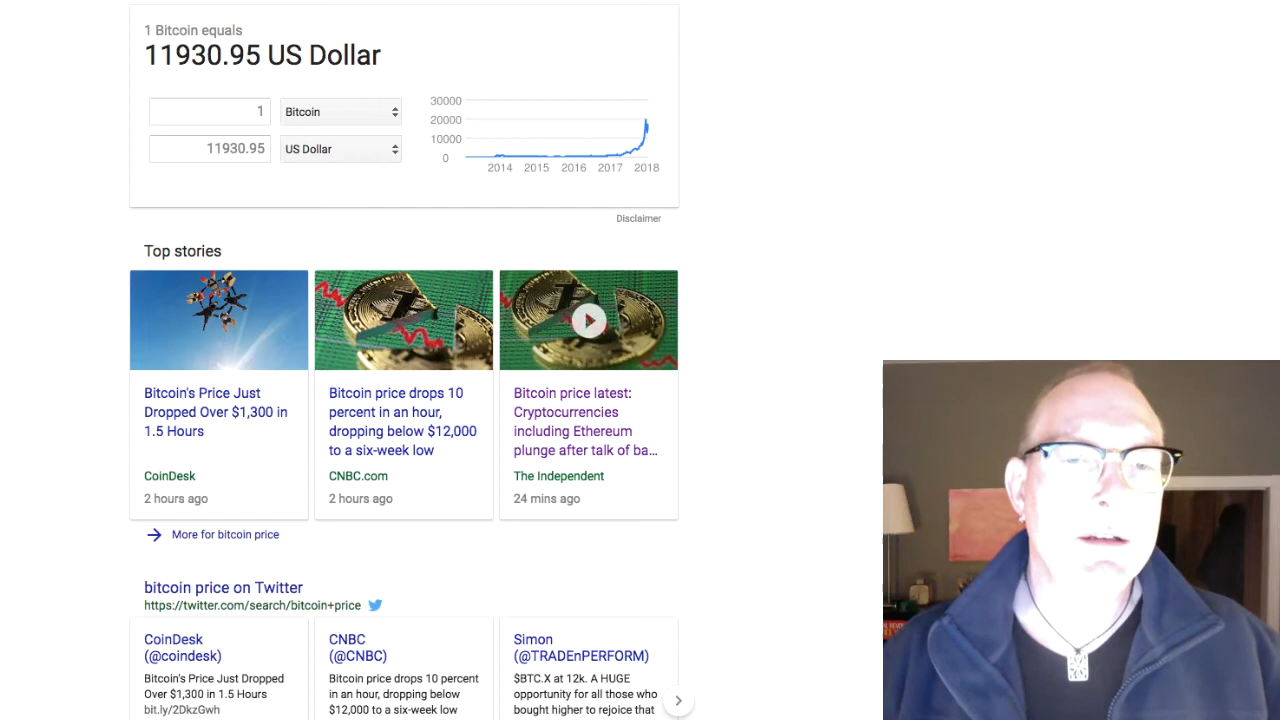 1 Bitcoin equals
11930.95 US Dollar
1 Bitcoin
11930.95 US Dollar
30000
20000
10000
0
2014 2015 2016 2017 2018
Disclaimer
Top stories
Bitcoin's Price Just
Dropped Over $1,300 in
1.5 Hours
CoinDesk
2 hours ago
Bitcoin price drops 10
percent in an hour,
dropping below $12,000
to a six-week low
CNBC.com
2 hours ago
Bitcoin price latest:
Cryptocurrencies
including Ethereum
plunge after talk of ba...
The Independent
24 mins ago
More for bitcoin price
bitcoin price on Twitter
https://twitter.com/search/bitcoin+price
CoinDesk
(@coindesk)
Bitcoin's Price Just Dropped
Over $1,300 in 1.5 Hours
bit.ly/2DkzGwh
CNBC
(@CNBC)
Bitcoin price drops 10 percent
in an hour, dropping below
$12,000 to a six-week low
Simon
(@TRADEnPERFORM)
$BTC.X at 12k. A HUGE
opportunity for all those who
bought higher to rejoice that